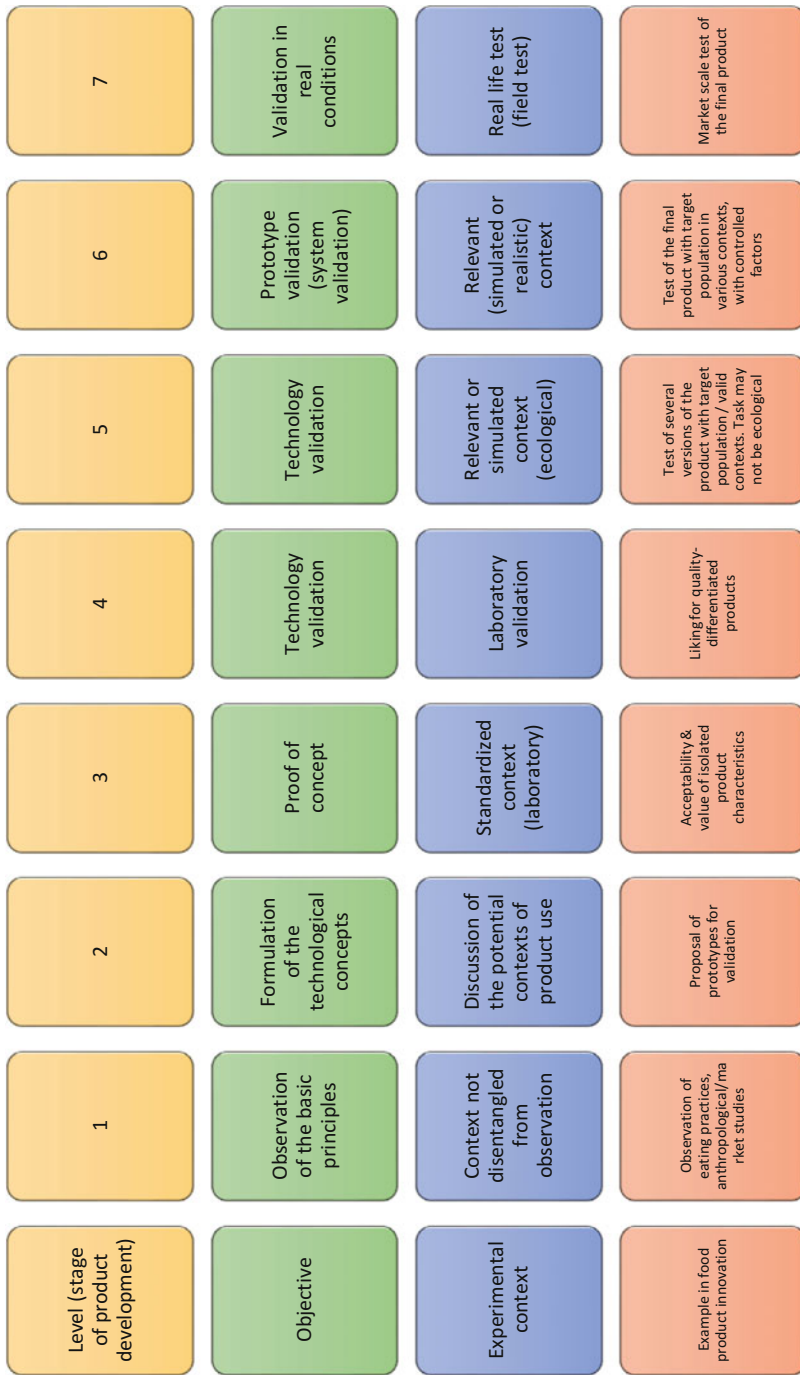 Level (stage
of product
development)
1
2
3
4
5
6
7
Objective
Observation
of the basic
principles
Formulation
of the
technological
concepts
Proof of
concept
Technology
validation
Technology
validation
Prototype
validation
(system
validation)
Validation in
real
conditions
Experimental
context
Context not
disentangled
from
observation
Discussion of
the potential
contexts of
product use
Standardized
context
(laboratory)
Laboratory
validation
Relevant or
simulated
context
(ecological)
Relevant
(simulated or
realistic)
context
Real life test
(field test)
Example in food
product innovation
Observation of
eating practices,
anthropological/ma
rket studies
Proposal of
prototypes for
validation
Acceptability &
value of isolated
product
characteristics
Liking for quality-
differentiated
products
Test of several
versions of the
product with target
population / valid
contexts. Task may
not be ecological
Test of the final
product with target
population in
various contexts,
with controlled
factors
Market scale test of
the final product